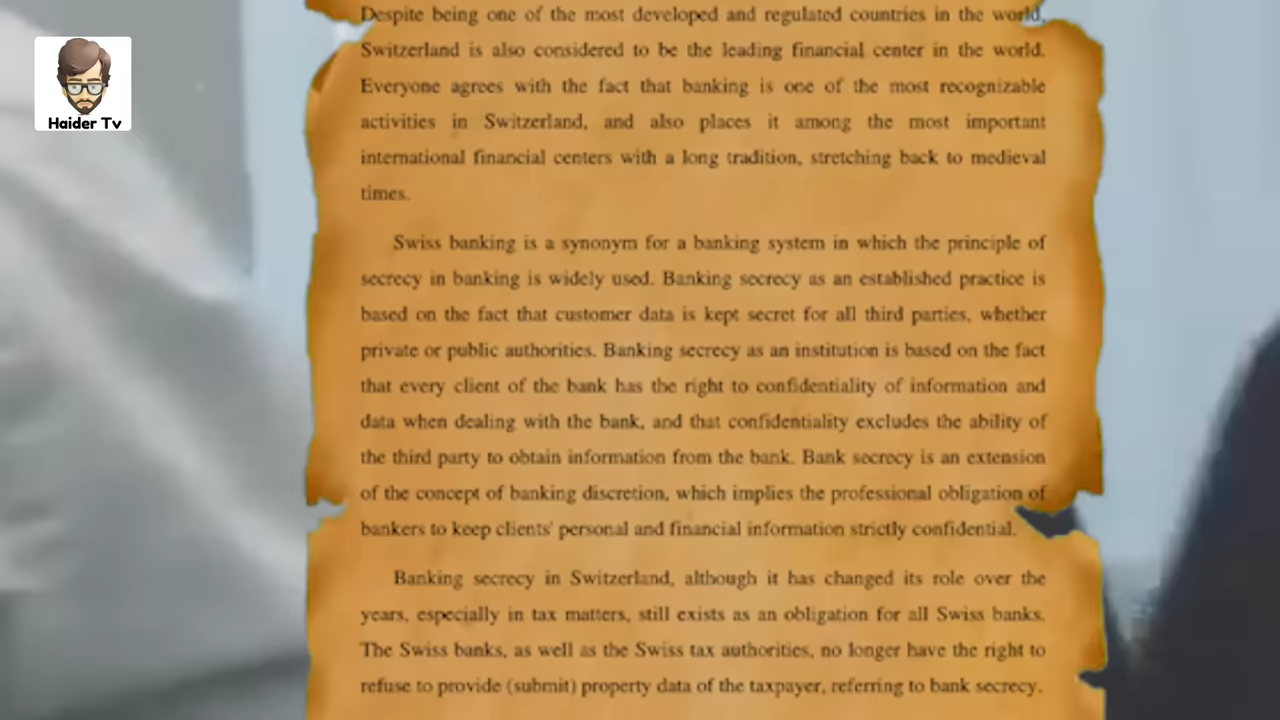 Despite being one of the most developed and regulated countries in the world,
Switzerland is also considered to be the leading financial center in the world.
Everyone agrees with the fact that banking is one of the most recognizable
activities in Switzerland, and also places it among the most important
international financial centers with a long tradition, stretching back to medieval
times.
Swiss banking is a synonym for a banking system in which the principle of
secrecy in banking is widely used. Banking secrecy as an established practice is
based on the fact that customer data is kept secret for all third parties, whether
private or public authorities. Banking secrecy as an institution is based on the fact
that every client of the bank has the right to confidentiality of information and
data when dealing with the bank, and that confidentiality excludes the ability of
the third party to obtain information from the bank. Bank secrecy is an extension
of the concept of banking discretion, which implies the professional obligation of
bankers to keep clients' personal and financial information strictly confidential.
Banking secrecy in Switzerland, although it has changed its role over the
years, especially in tax matters, still exists as an obligation for all Swiss banks.
The Swiss banks, as well as the Swiss tax authorities, no longer have the right to
refuse to provide (submit) property data of the taxpayer, referring to bank secrecy.
Haider Tv